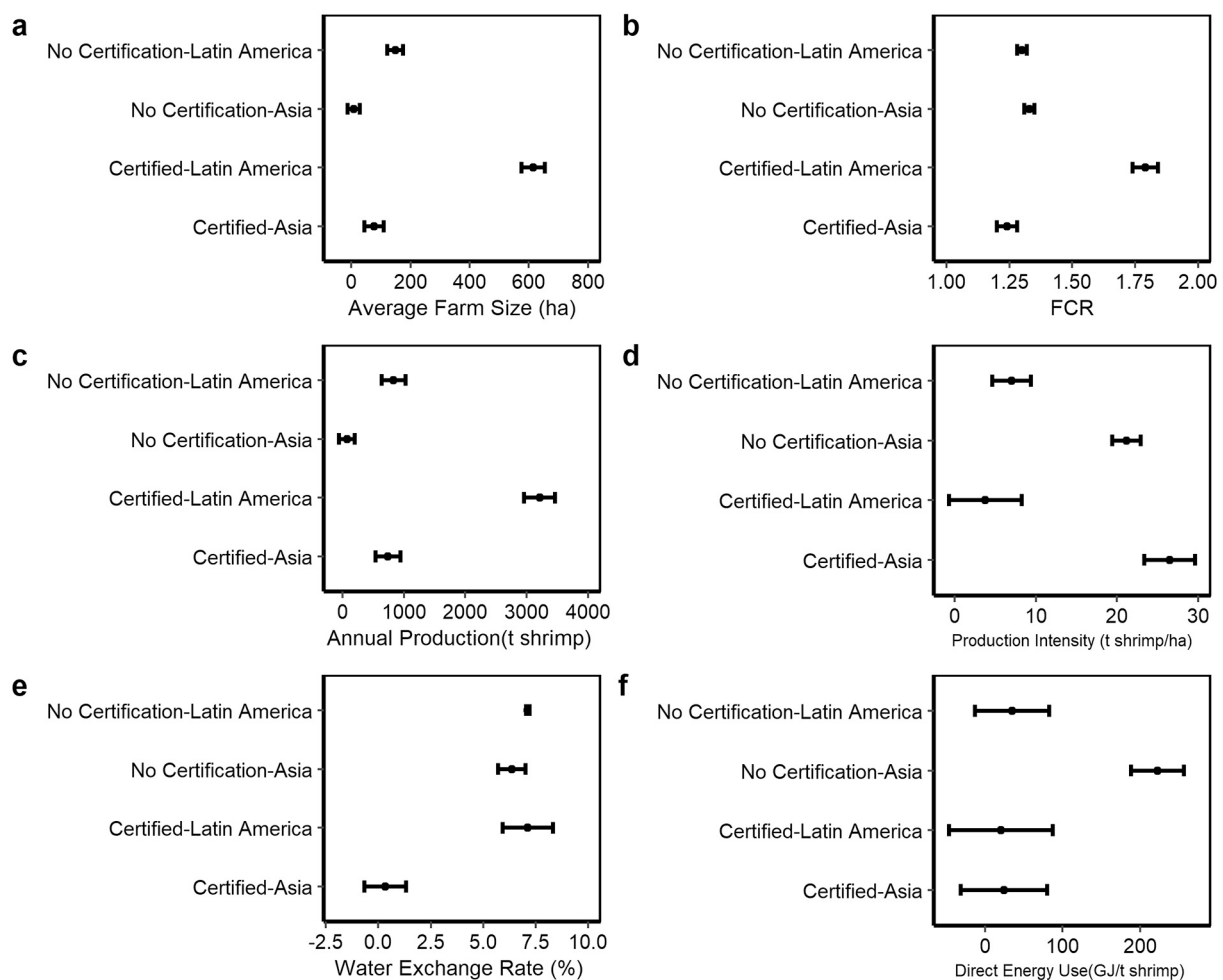 a
No Certification-Latin America
No Certification-Asia
Certified-Latin America
Certified-Asia
0 200 400 600 800
Average Farm Size (ha)
b
No Certification-Latin America
No Certification-Asia
Certified-Latin America
Certified-Asia
1.00 1.25 1.50 1.75 2.00
FCR
c
No Certification-Latin America
No Certification-Asia
Certified-Latin America
Certified-Asia
0 1000 2000 3000 4000
Annual Production(t shrimp)
d
No Certification-Latin America
No Certification-Asia
Certified-Latin America
Certified-Asia
0 10 20 30
Production Intensity (t shrimp/ha)
e
No Certification-Latin America
No Certification-Asia
Certified-Latin America
Certified-Asia
-2.5 0.0 2.5 5.0 7.5 10.0
Water Exchange Rate (%)
f
No Certification-Latin America
No Certification-Asia
Certified-Latin America
Certified-Asia
0 100 200
Direct Energy Use(GJ/t shrimp)